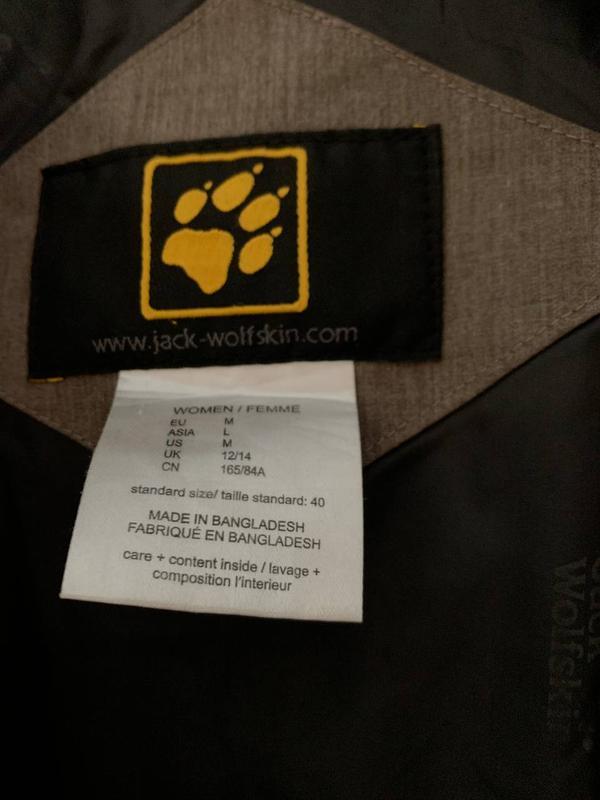 www.jack-wolfskin.com
WOMEN / FEMME
EU M
ASIA L
US M
UK 12/14
CN 165/84A
standard size/ taille standard: 40
MADE IN BANGLADESH
FABRIQUÉ EN BANGLADESH
care + content inside / lavage +
composition l'interieur
Jack
Wolfskin